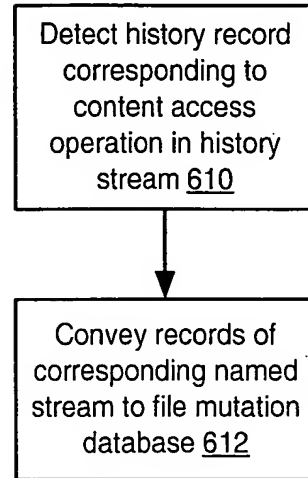 Detect history record
corresponding to
content access
operation in history
stream 610
Convey records of
corresponding named
stream to file mutation
database 612